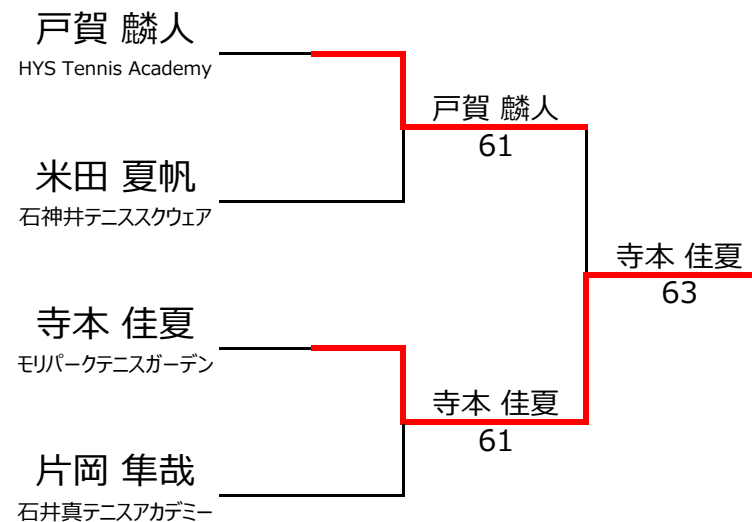 戸賀 麟人
HYS Tennis Academy
米田 夏帆
石神井テニススクウェア
寺本 佳夏
モリパークテニスガーデン
片岡 隼哉
石井真テニスアカデミー
戸賀 麟人
61
寺本 佳夏
61
寺本 佳夏
63